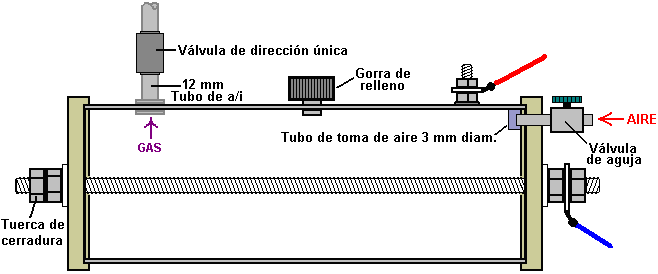 Válvula de dirección única
12 mm
Tubo de a/i
GAS
Gorra de
relleno
Tubo de toma de aire 3 mm diam.
AIRE
Válvula
de aguja
Tuerca de
cerradura